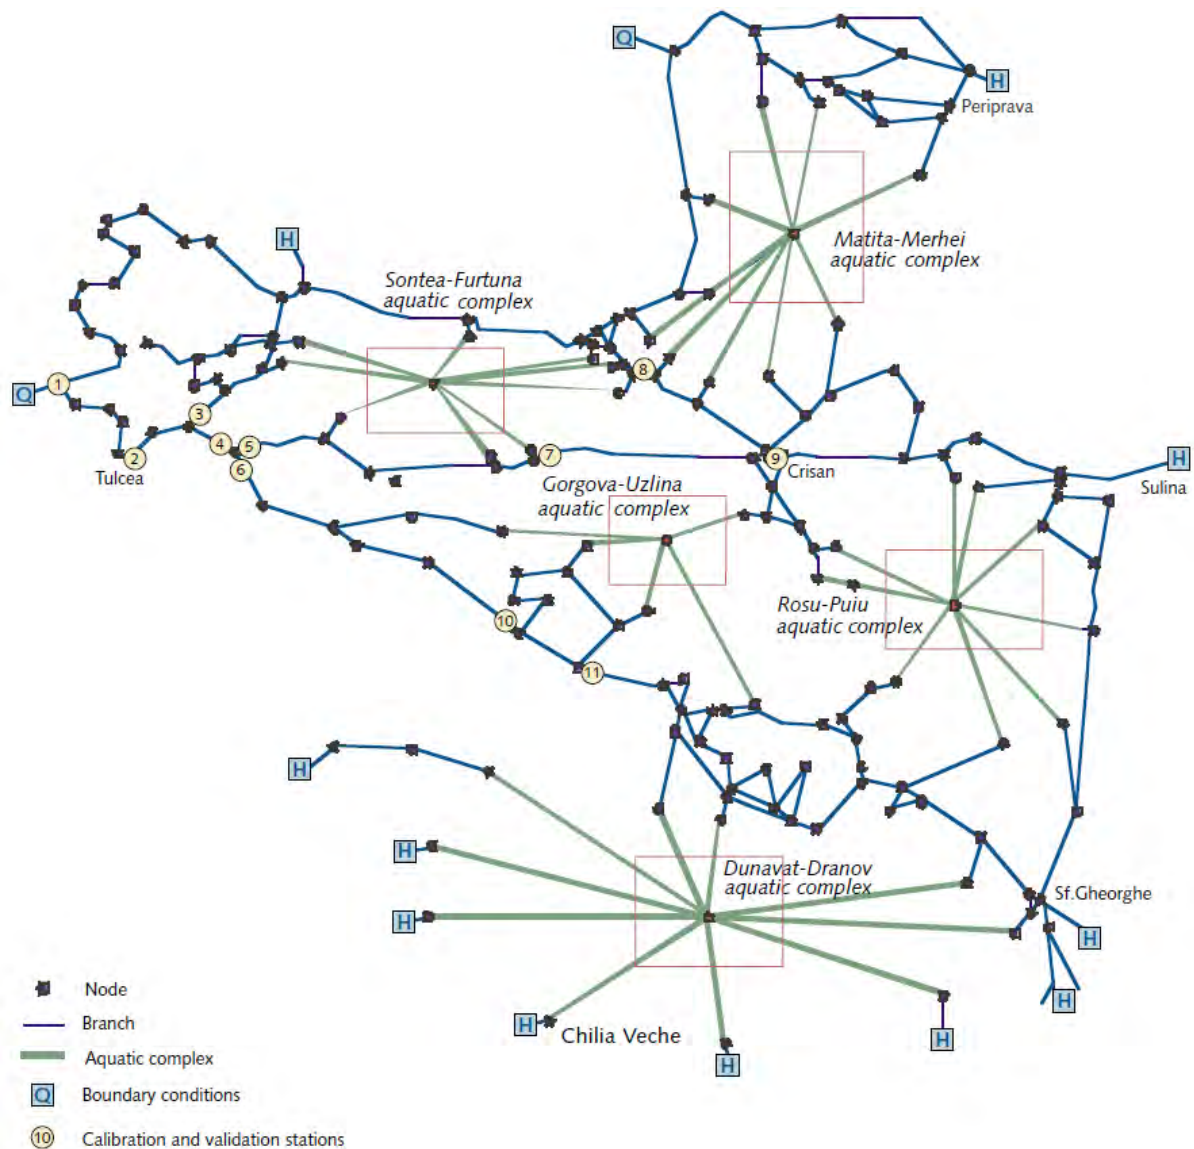 Q
H
Periprava
Matita-Merhei
aquatic complex
H
Sontea-Furtuna
aquatic complex
8
Q
1
3
4
5
2
Tulcea
6
7
9
Crisan
H
Sulina
Gorgova-Uzlina
aquatic complex
Rosu-Puiu
aquatic complex
10
11
H
H
Dunavat-Dranov
aquatic complex
Sf.Gheorghe
H
H
H
H
Chilia Veche
H
H
Node
Branch
Aquatic complex
Q
Boundary conditions
10
Calibration and validation stations